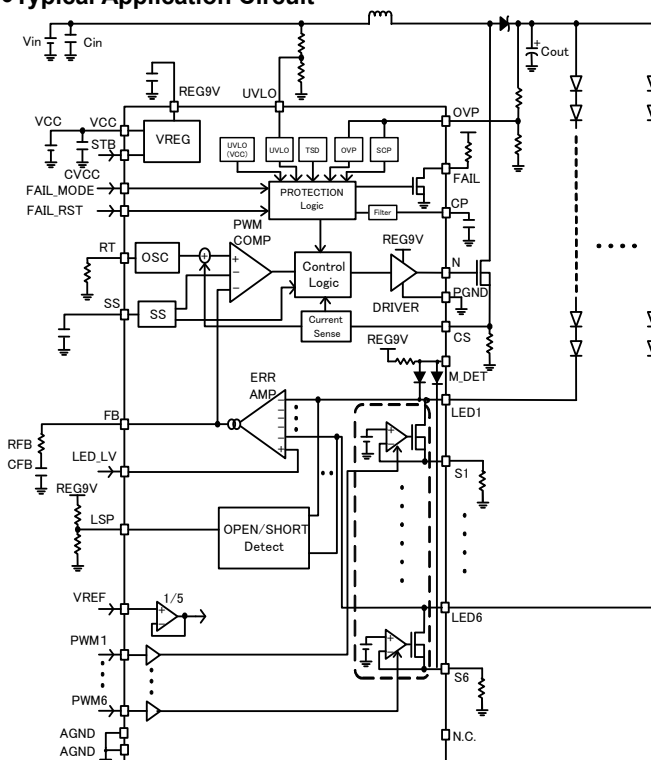 ●Typical Application Circuit
Vin
Cin
Cout
REG9V
UVLO
OVP
VCC
VCC
STB
VREG
CVCC
UVLO (VCC)
UVLO
TSD
OVP
SCP
FAIL_MODE
FAIL_RST
PROTECTION Logic
FAIL
Filter
CP
PWM COMP
REG9V
RT
OSC
Control Logic
N
PGND
DRIVER
SS
SS
Current Sense
CS
REG9V
M_DET
ERR AMP
LED1
FB
RFB
CFB
LED_LV
S1
REG9V
LSP
OPEN/SHORT Detect
VREF
1/5
LED6
PWM1
PWM6
S6
AGND
AGND
N.C.